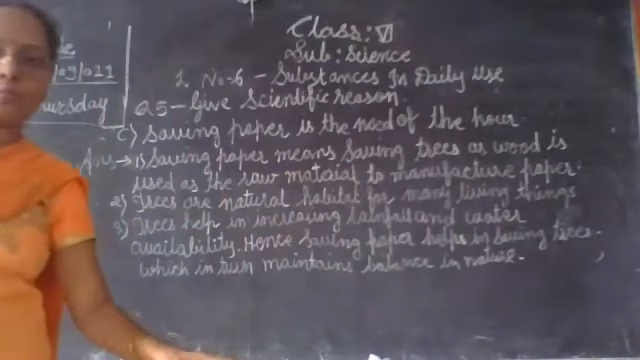 Class: VI
Sub: Science
L. No-6 - Substances In Daily Use
Q5 - Give Scientific reason.
C) Saving paper is the need of the hour
Ans → 1) Saving paper means saving trees as wood is
used as the raw mataial to manufacture paper.
2) Trees are natural habitat for many living things
3) Trees help in increasing rainfall and water
availability. Hence saving paper helps in saving trees.
which in turn maintains balance in nature.